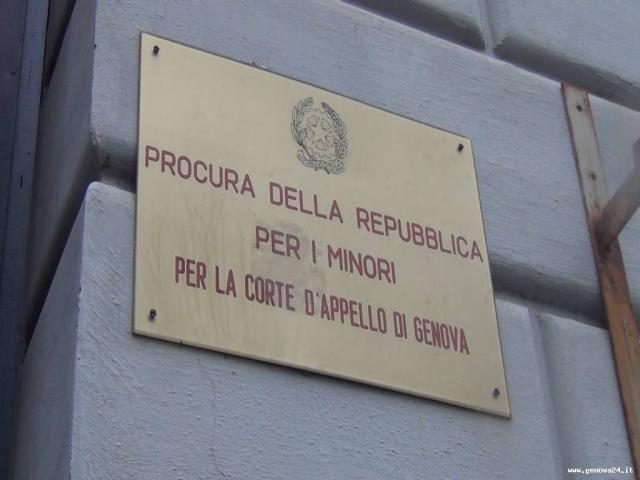 PROCURA DELLA REPUBBLICA
PER I MINORI
PER LA CORTE D'APPELLO DI GENOVA
www.genova24.it